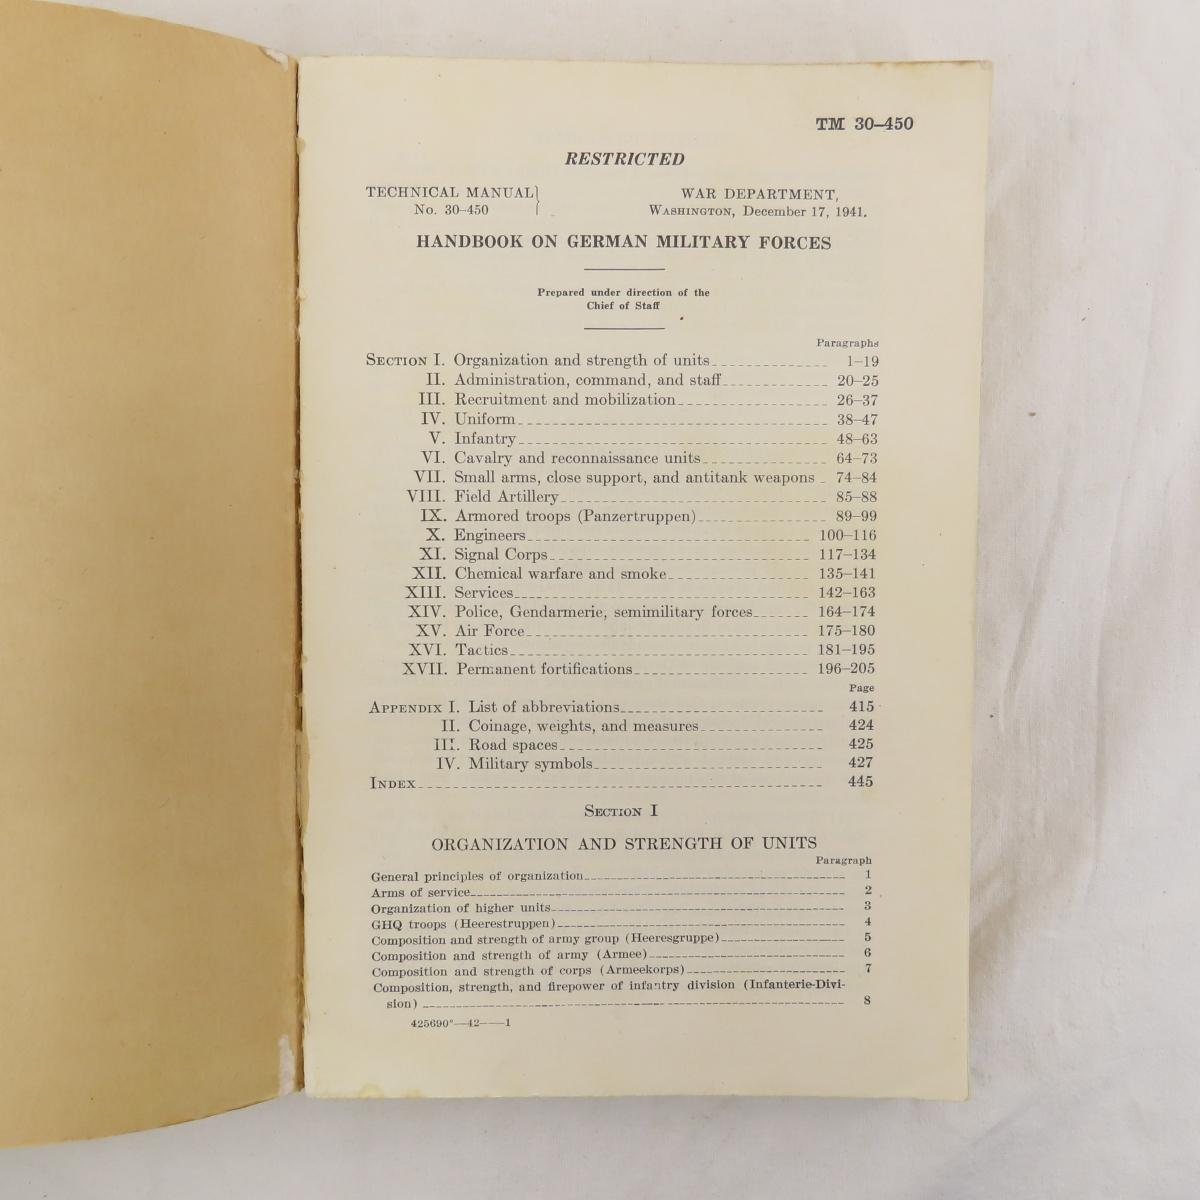 TM 30–450
RESTRICTED
TECHNICAL MANUAL } WAR DEPARTMENT,
No. 30–450 WASHINGTON, December 17, 1941.
HANDBOOK ON GERMAN MILITARY FORCES
Prepared under direction of the
Chief of Staff
Paragraphs
SECTION I. Organization and strength of units 1–19
II. Administration, command, and staff 20–25
III. Recruitment and mobilization 26–37
IV. Uniform 38–47
V. Infantry 48–63
VI. Cavalry and reconnaissance units 64–73
VII. Small arms, close support, and antitank weapons 74–84
VIII. Field Artillery 85–88
IX. Armored troops (Panzertruppen) 89–99
X. Engineers 100–116
XI. Signal Corps 117–134
XII. Chemical warfare and smoke 135–141
XIII. Services 142–163
XIV. Police, Gendarmerie, semimilitary forces 164–174
XV. Air Force 175–180
XVI. Tactics 181–195
XVII. Permanent fortifications 196–205
Page
APPENDIX I. List of abbreviations 415
II. Coinage, weights, and measures 424
III. Road spaces 425
IV. Military symbols 427
INDEX 445
SECTION I
ORGANIZATION AND STRENGTH OF UNITS
Paragraph
General principles of organization 1
Arms of service 2
Organization of higher units 3
GHQ troops (Heerestruppen) 4
Composition and strength of army group (Heeresgruppe) 5
Composition and strength of army (Armee) 6
Composition and strength of corps (Armeekorps) 7
Composition, strength, and firepower of infantry division (Infanterie-Divi-
sion) 8
425690°—42——1